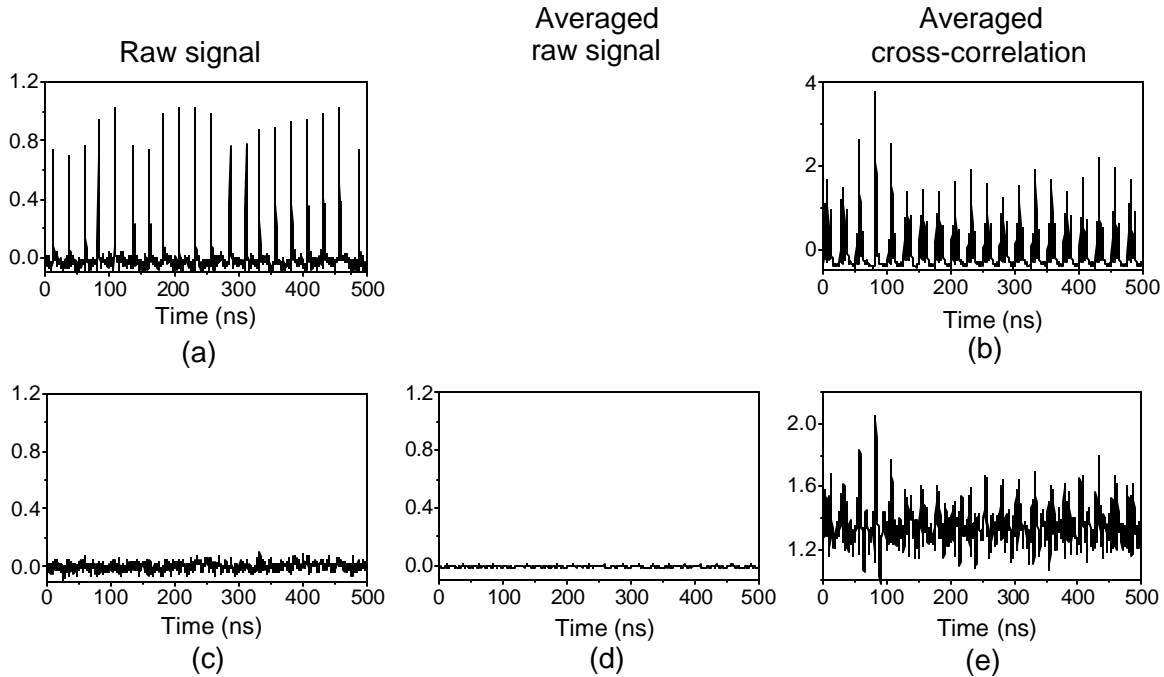 Raw signal
Averaged
raw signal
Averaged
cross-correlation
1.2
0.8
0.4
0.0
0 100 200 300 400 500
Time (ns)
(a)
4
2
0
0 100 200 300 400 500
Time (ns)
(b)
1.2
0.8
0.4
0.0
0 100 200 300 400 500
Time (ns)
(c)
1.2
0.8
0.4
0.0
0 100 200 300 400 500
Time (ns)
(d)
2.0
1.6
1.2
0 100 200 300 400 500
Time (ns)
(e)